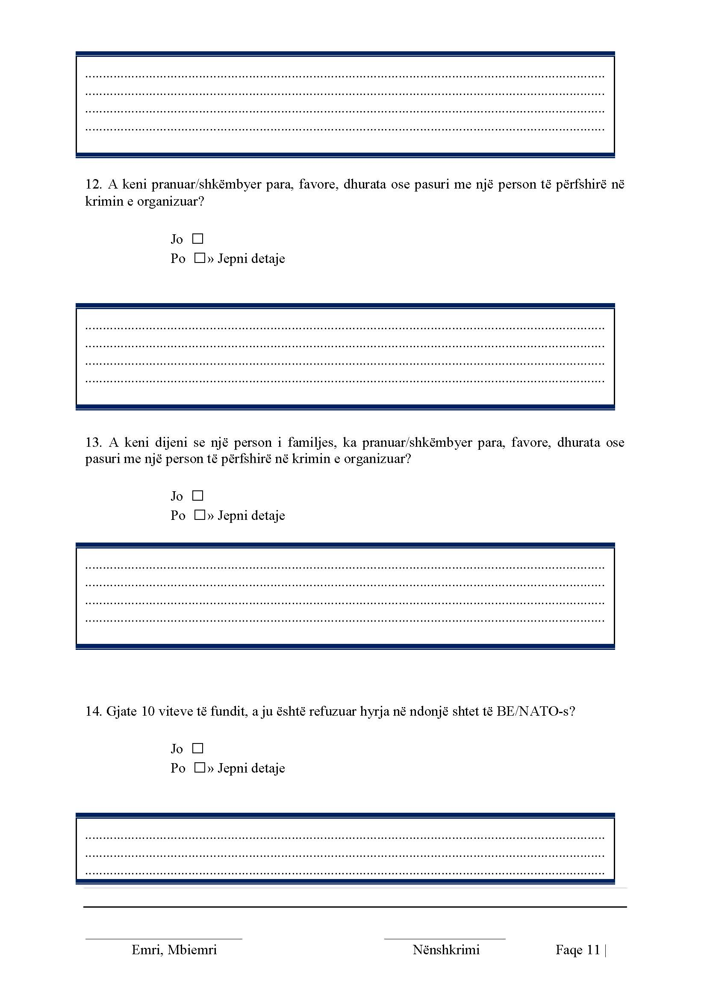 ........................................................................................................................................................
........................................................................................................................................................
........................................................................................................................................................
........................................................................................................................................................
12. A keni pranuar/shkëmbyer para, favore, dhurata ose pasuri me një person të përfshirë në
krimin e organizuar?
Jo ☐
Po ☐» Jepni detaje
........................................................................................................................................................
........................................................................................................................................................
........................................................................................................................................................
........................................................................................................................................................
13. A keni dijeni se një person i familjes, ka pranuar/shkëmbyer para, favore, dhurata ose
pasuri me një person të përfshirë në krimin e organizuar?
Jo ☐
Po ☐» Jepni detaje
........................................................................................................................................................
........................................................................................................................................................
........................................................................................................................................................
........................................................................................................................................................
14. Gjate 10 viteve të fundit, a ju është refuzuar hyrja në ndonjë shtet të BE/NATO-s?
Jo ☐
Po ☐» Jepni detaje
........................................................................................................................................................
........................................................................................................................................................
........................................................................................................................................................
Emri, Mbiemri Nënshkrimi Faqe 11 |